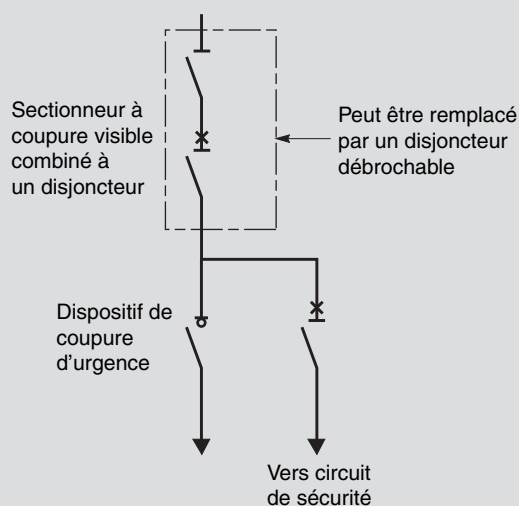 Sectionneur à
coupure visible
combiné à
un disjoncteur
Peut être remplacé
par un disjoncteur
débrochable
Dispositif de
coupure
d'urgence
Vers circuit
de sécurité